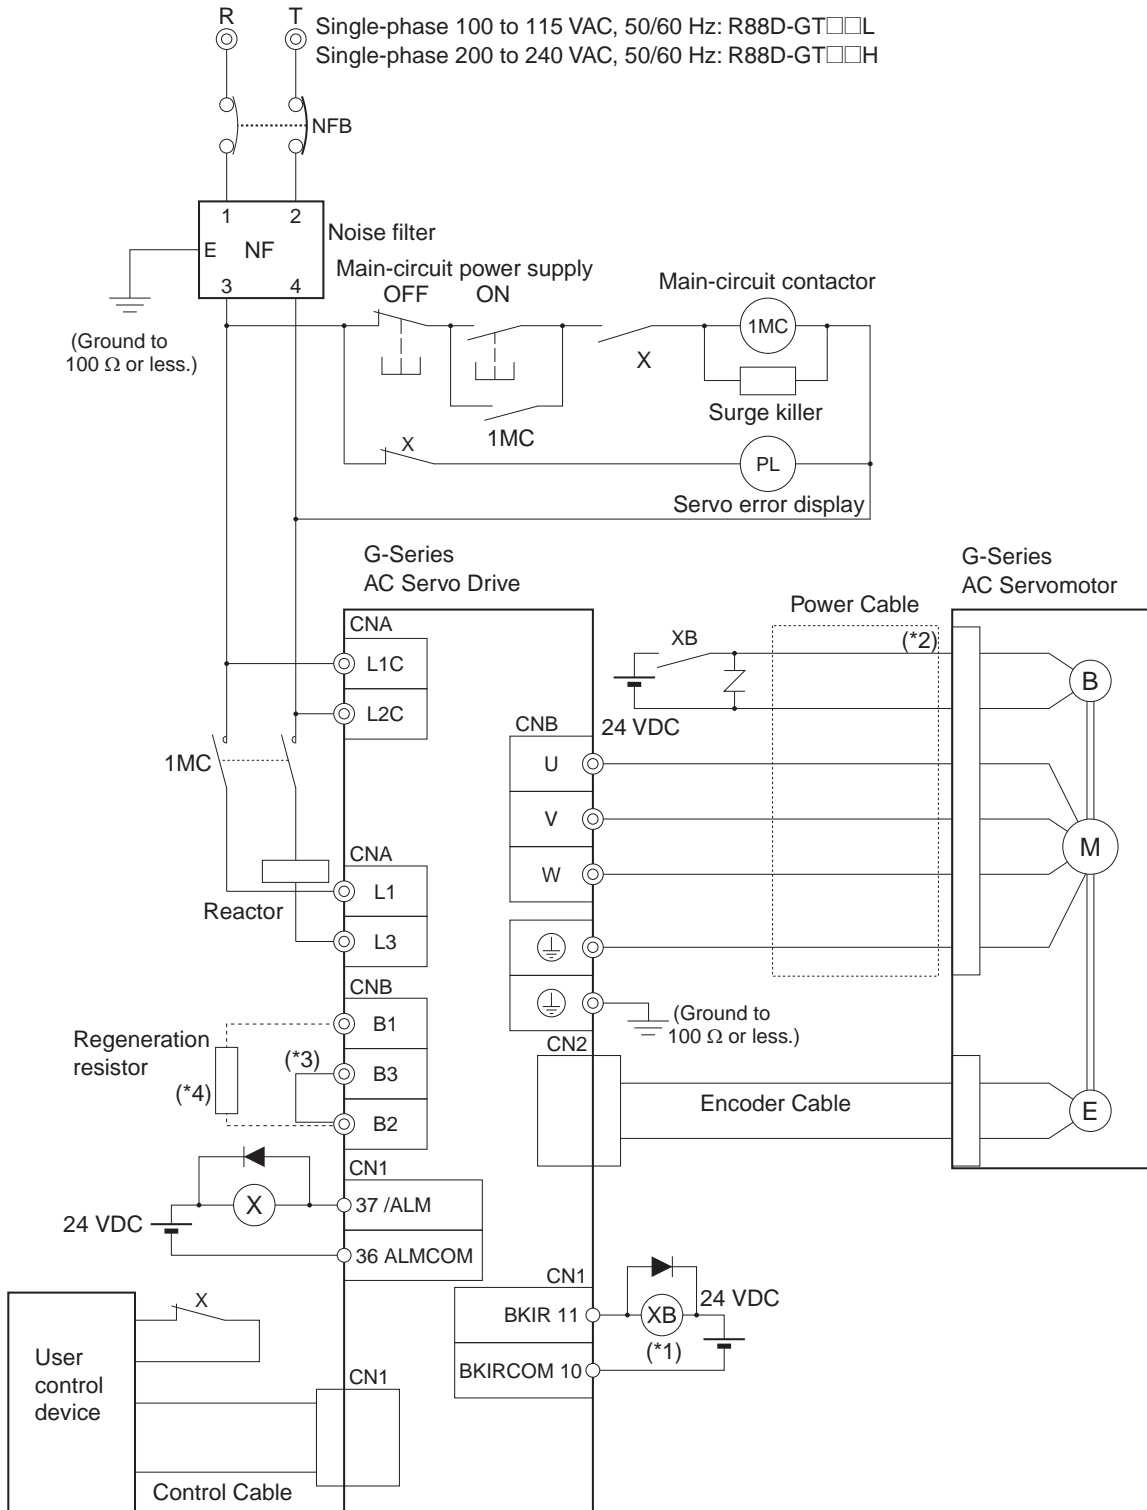 R
T
Single-phase 100 to 115 VAC, 50/60 Hz: R88D-GT□□L
Single-phase 200 to 240 VAC, 50/60 Hz: R88D-GT□□H
NFB
1
2
E
NF
Noise filter
3
4
(Ground to
100 Ω or less.)
Main-circuit power supply
OFF
ON
Main-circuit contactor
1MC
X
Surge killer
1MC
X
PL
Servo error display
G-Series
AC Servo Drive
G-Series
AC Servomotor
Power Cable
CNA
L1C
L2C
XB
(*2)
B
24 VDC
CNB
U
V
W
M
1MC
CNA
L1
L3
Reactor
CNB
B1
B3
B2
Regeneration
resistor
(*3)
(*4)
(Ground to
100 Ω or less.)
CN2
Encoder Cable
E
CN1
X
24 VDC
37 /ALM
36 ALMCOM
CN1
BKIR 11
BKIRCOM 10
XB
24 VDC
(*1)
X
User
control
device
CN1
Control Cable